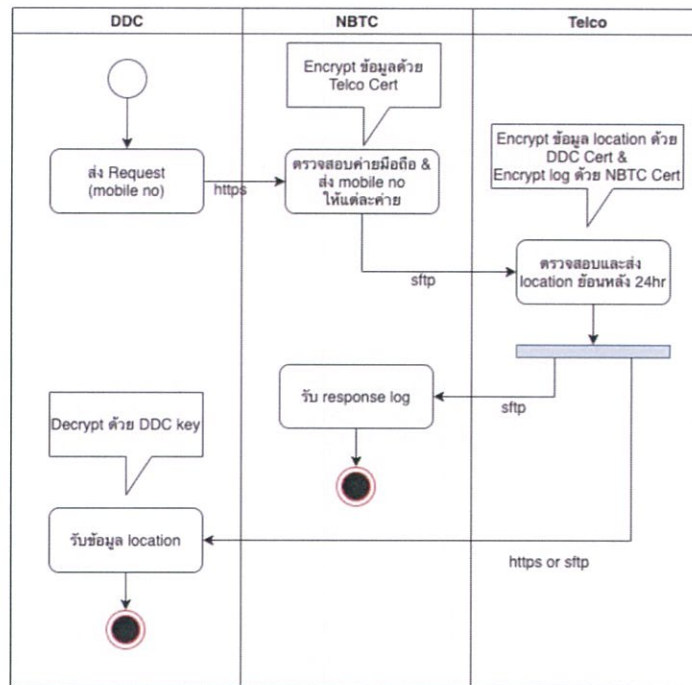 DDC
NBTC
Telco
Encrypt ข้อมูลด้วย
Telco Cert
Encrypt ข้อมูล location ด้วย
DDC Cert &
Encrypt log ด้วย NBTC Cert
ส่ง Request
(mobile no)
https
ตรวจสอบค่ายมือถือ &
ส่ง mobile no
ให้แต่ละค่าย
sftp
ตรวจสอบและส่ง
location ย้อนหลัง 24hr
รับ response log
sftp
Decrypt ด้วย DDC key
รับข้อมูล location
https or sftp